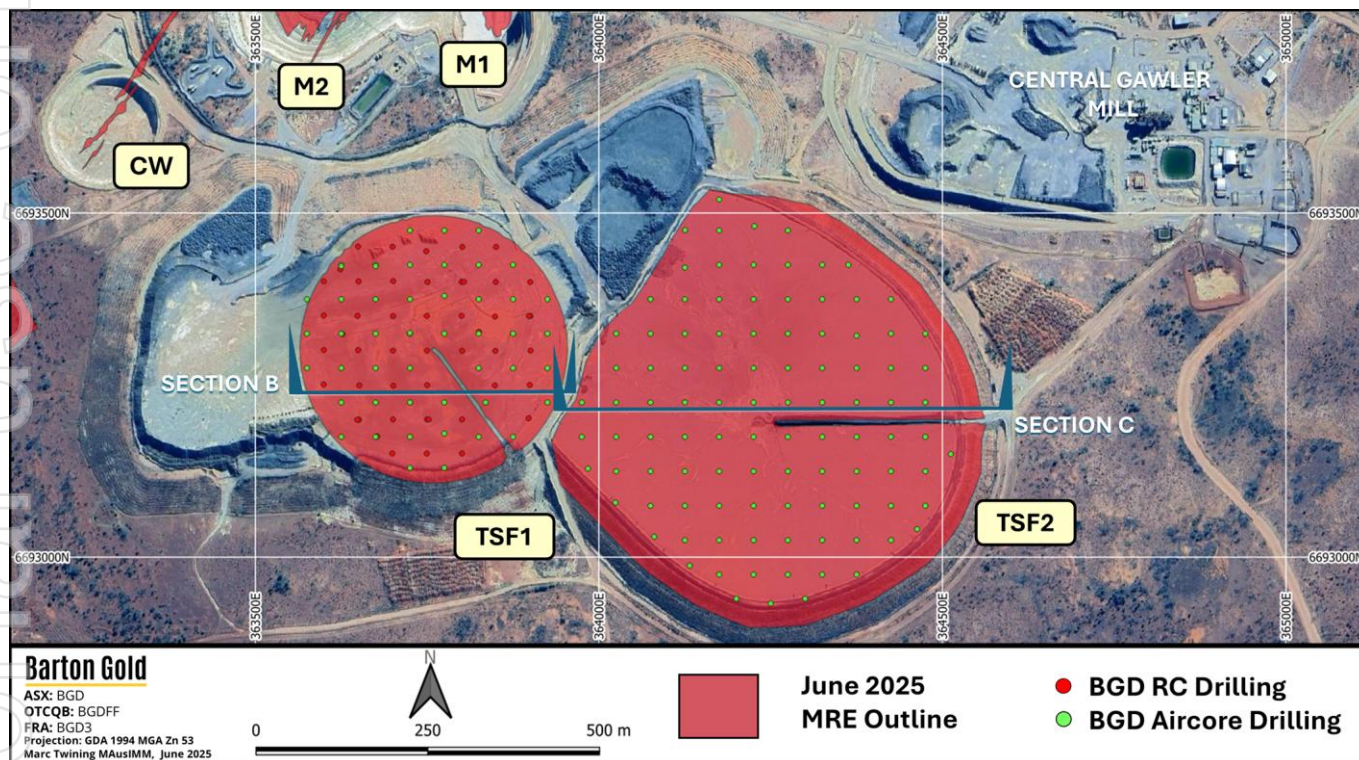 363500E
364000E
364500E
365000E
M2
M1
CW
CENTRAL GAWLER
MILL
6693500N
6693500N
SECTION B
SECTION C
TSF1
TSF2
6693000N
6693000N
363500E
364000E
364500E
365000E
Barton Gold
ASX: BGD
OTCQB: BGDFF
FRA: BGD3
Projection: GDA 1994 MGA Zn 53
Marc Twining MAusIMM, June 2025
N
0 250 500 m
June 2025
MRE Outline
BGD RC Drilling
BGD Aircore Drilling